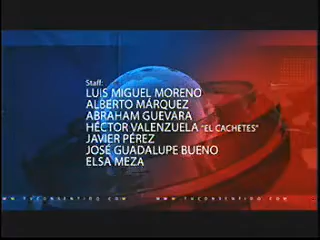 Staff:
LUIS MIGUEL MORENO
ALBERTO MÁRQUEZ
ABRAHAM GUEVARA
HÉCTOR VALENZUELA "EL CACHETES"
JAVIER PÉREZ
JOSÉ GUADALUPE BUENO
ELSA MEZA